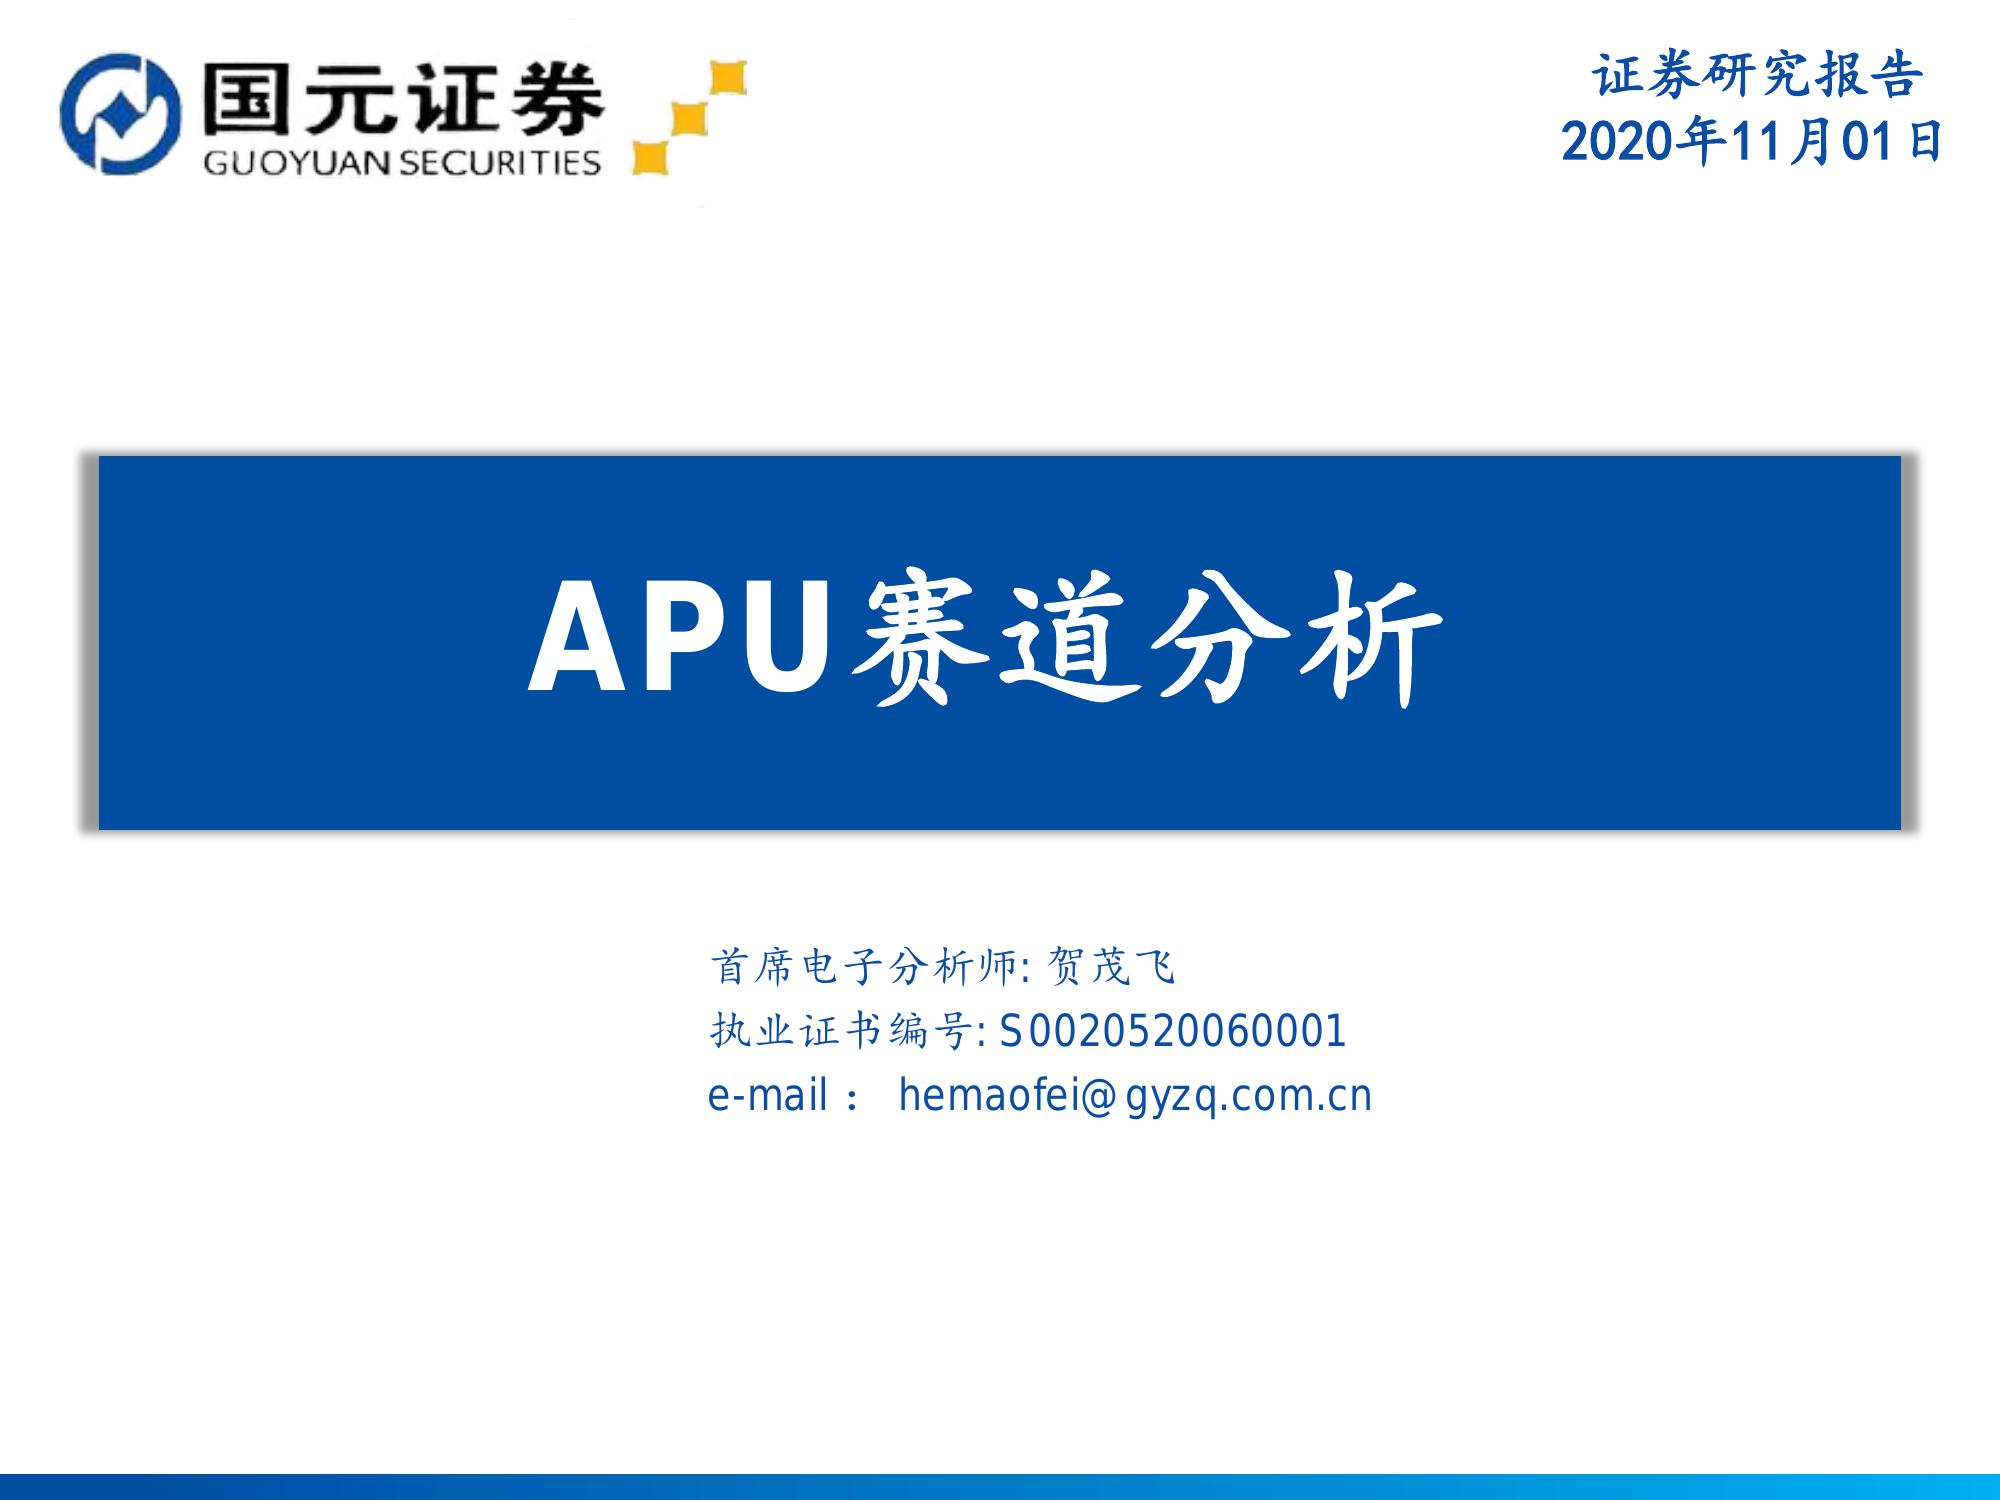 国元证券
GUOYUAN SECURITIES
证券研究报告
2020年11月01日
APU赛道分析
首席电子分析师: 贺茂飞
执业证书编号: S0020520060001
e-mail： hemaofei@gyzq.com.cn